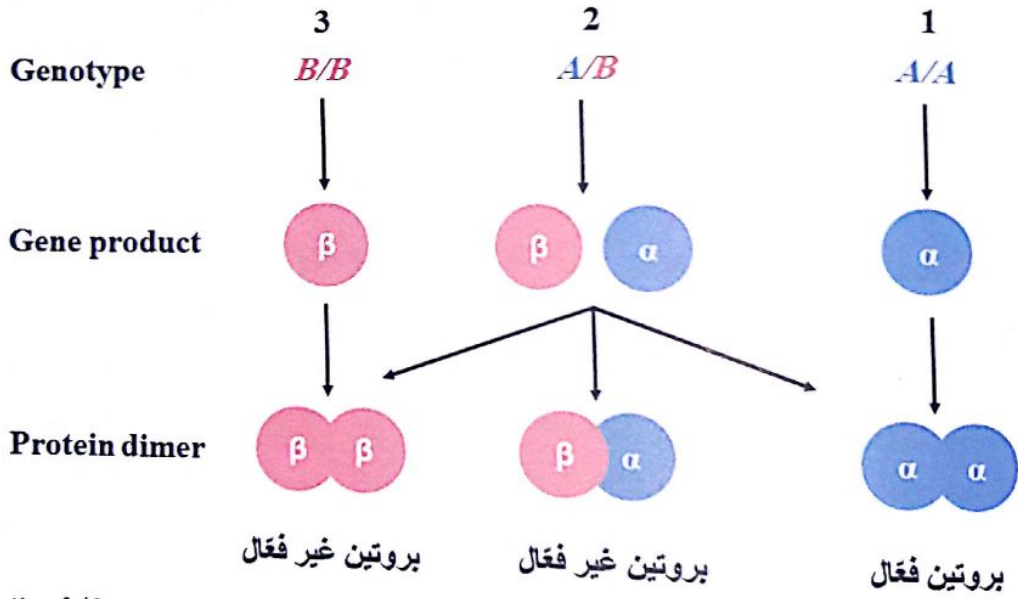 3 2 1
Genotype B/B A/B A/A
Gene product β β α α
Protein dimer β β β α α α
بروتين غير فعّال بروتين غير فعّال بروتين فعّال